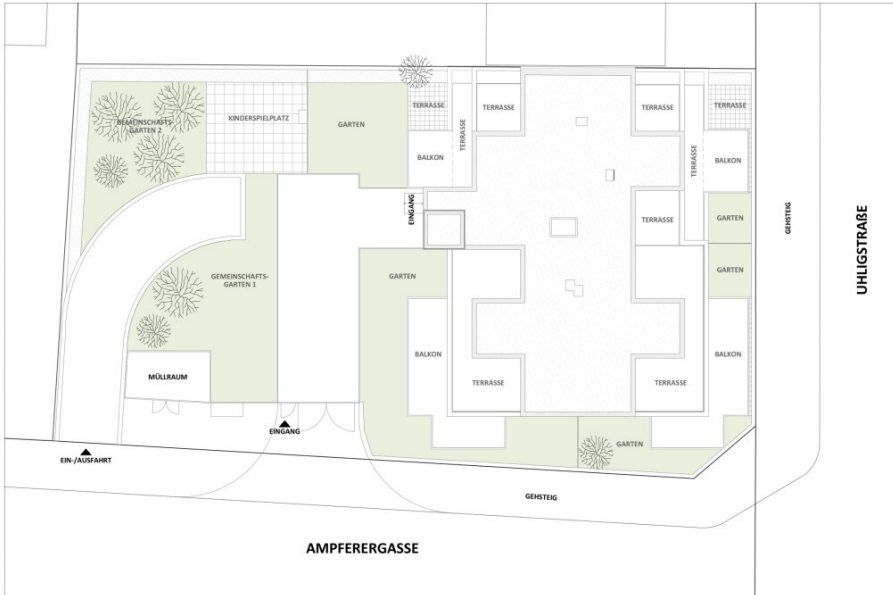 GEMEINSCHAFTS
GARTEN 2
KINDERSPIELPLATZ
GARTEN
TERRASSE
BALKON
TERRASSE
TERRASSE
TERRASSE
TERRASSE
TERRASSE
BALKON
EINGANG
TERRASSE
GARTEN
GARTEN
GEHSTEIG
UHLIGSTRAßE
GEMEINSCHAFTS-
GARTEN 1
GARTEN
BALKON
BALKON
MÜLLRAUM
TERRASSE
TERRASSE
EINGANG
GARTEN
EIN-/AUSFAHRT
GEHSTEIG
AMPFERERGASSE